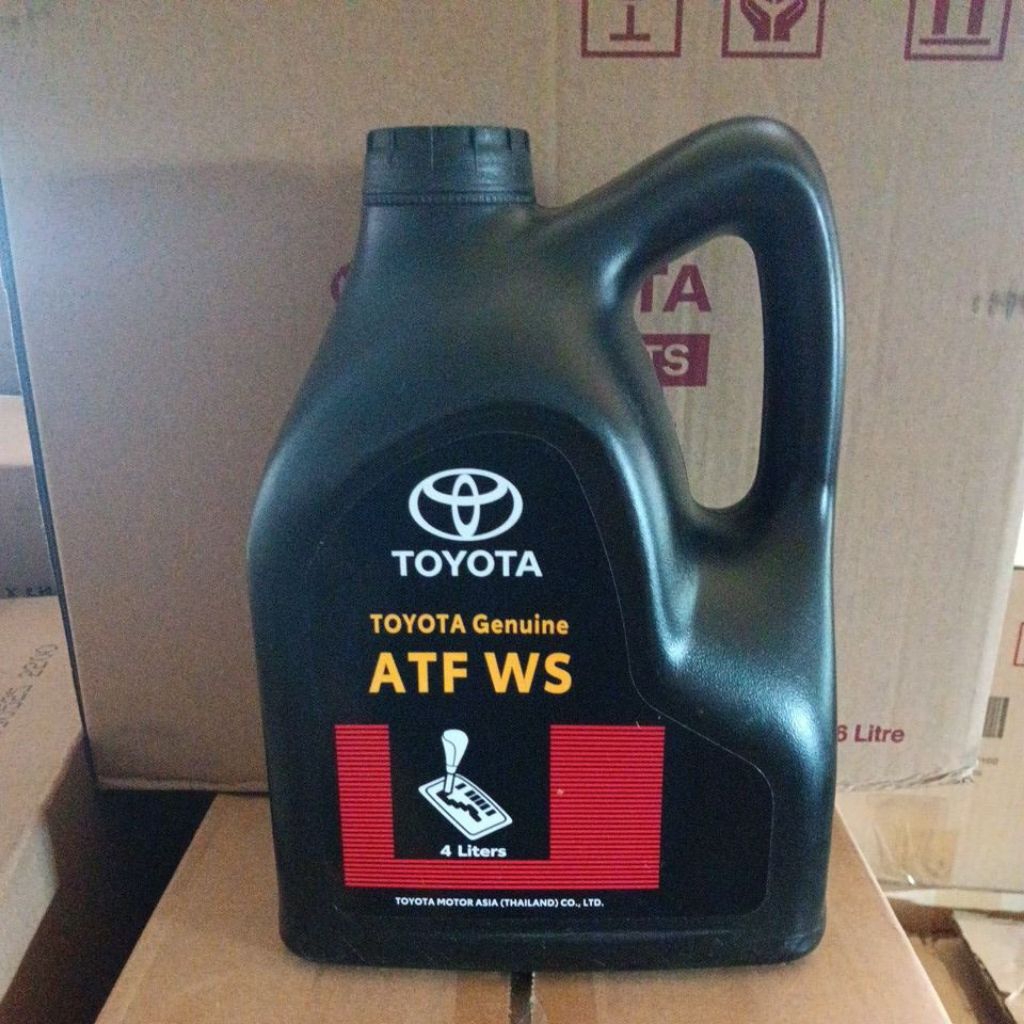 TOYOTA
TOYOTA Genuine
ATF WS
4 Liters
TOYOTA MOTOR ASIA (THAILAND) CO., LTD.
TA
TS
6 Litre